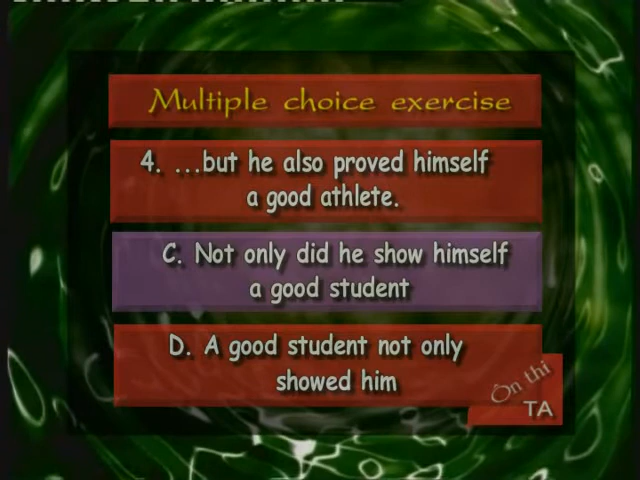 Multiple choice exercise
4. ...but he also proved himself
a good athlete.
C. Not only did he show himself
a good student
D. A good student not only
showed him
Ôn thi
TA